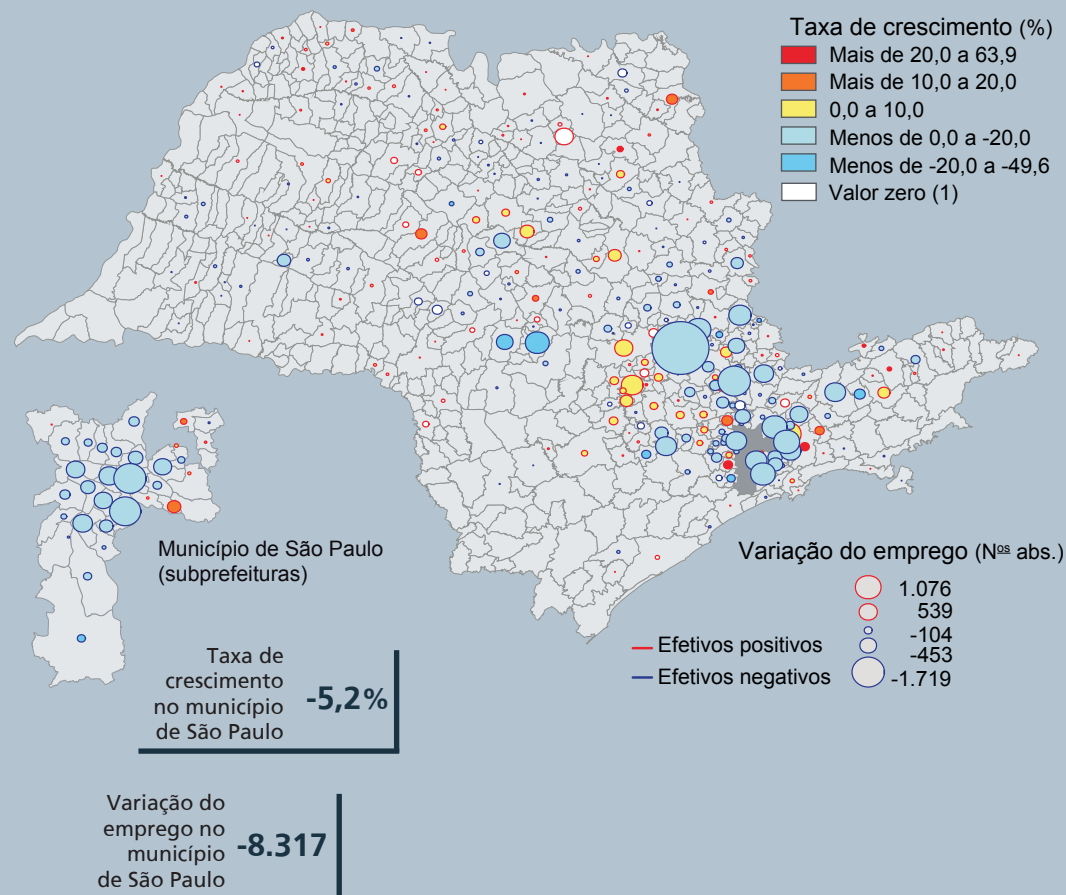 Taxa de crescimento (%)
Mais de 20,0 a 63,9
Mais de 10,0 a 20,0
0,0 a 10,0
Menos de 0,0 a -20,0
Menos de -20,0 a -49,6
Valor zero (1)
Município de São Paulo
(subprefeituras)
Variação do emprego (Nos abs.)
1.076
539
-104
-453
-1.719
Efetivos positivos
Efetivos negativos
Taxa de
crescimento
no município
de São Paulo
-5,2%
Variação do
emprego no
município
de São Paulo
-8.317